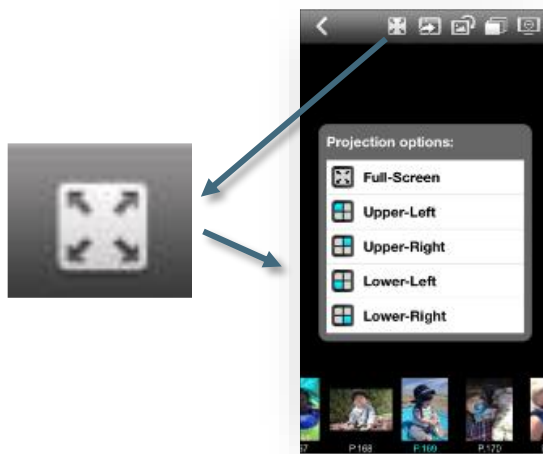 Projection options:
Full-Screen
Upper-Left
Upper-Right
Lower-Left
Lower-Right
P.168
P.169
P.170